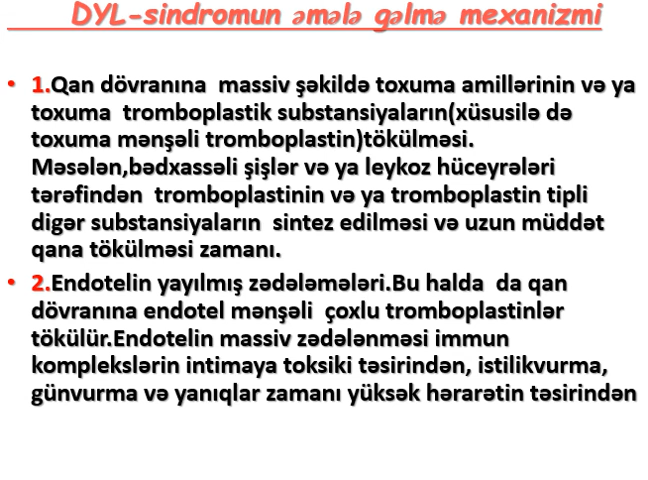 DYL-sindromun əmələ gəlmə mexanizmi
• 1.Qan dövranına massiv şəkildə toxuma amillərinin və ya
toxuma tromboplastik substansiyaların(xüsusilə də
toxuma mənşəli tromboplastin)tökülməsi.
Məsələn,bədxassəli şişlər və ya leykoz hüceyrələri
tərəfindən tromboplastinin və ya tromboplastin tipli
digər substansiyaların sintez edilməsi və uzun müddət
qana tökülməsi zamanı.
• 2.Endotelin yayılmış zədələmələri.Bu halda da qan
dövranına endotel mənşəli çoxlu tromboplastinlər
tökülür.Endotelin massiv zədələnməsi immun
komplekslərin intimaya toksiki təsirindən, istilikvurma,
günvurma və yanıqlar zamanı yüksək hərarətin təsirindən